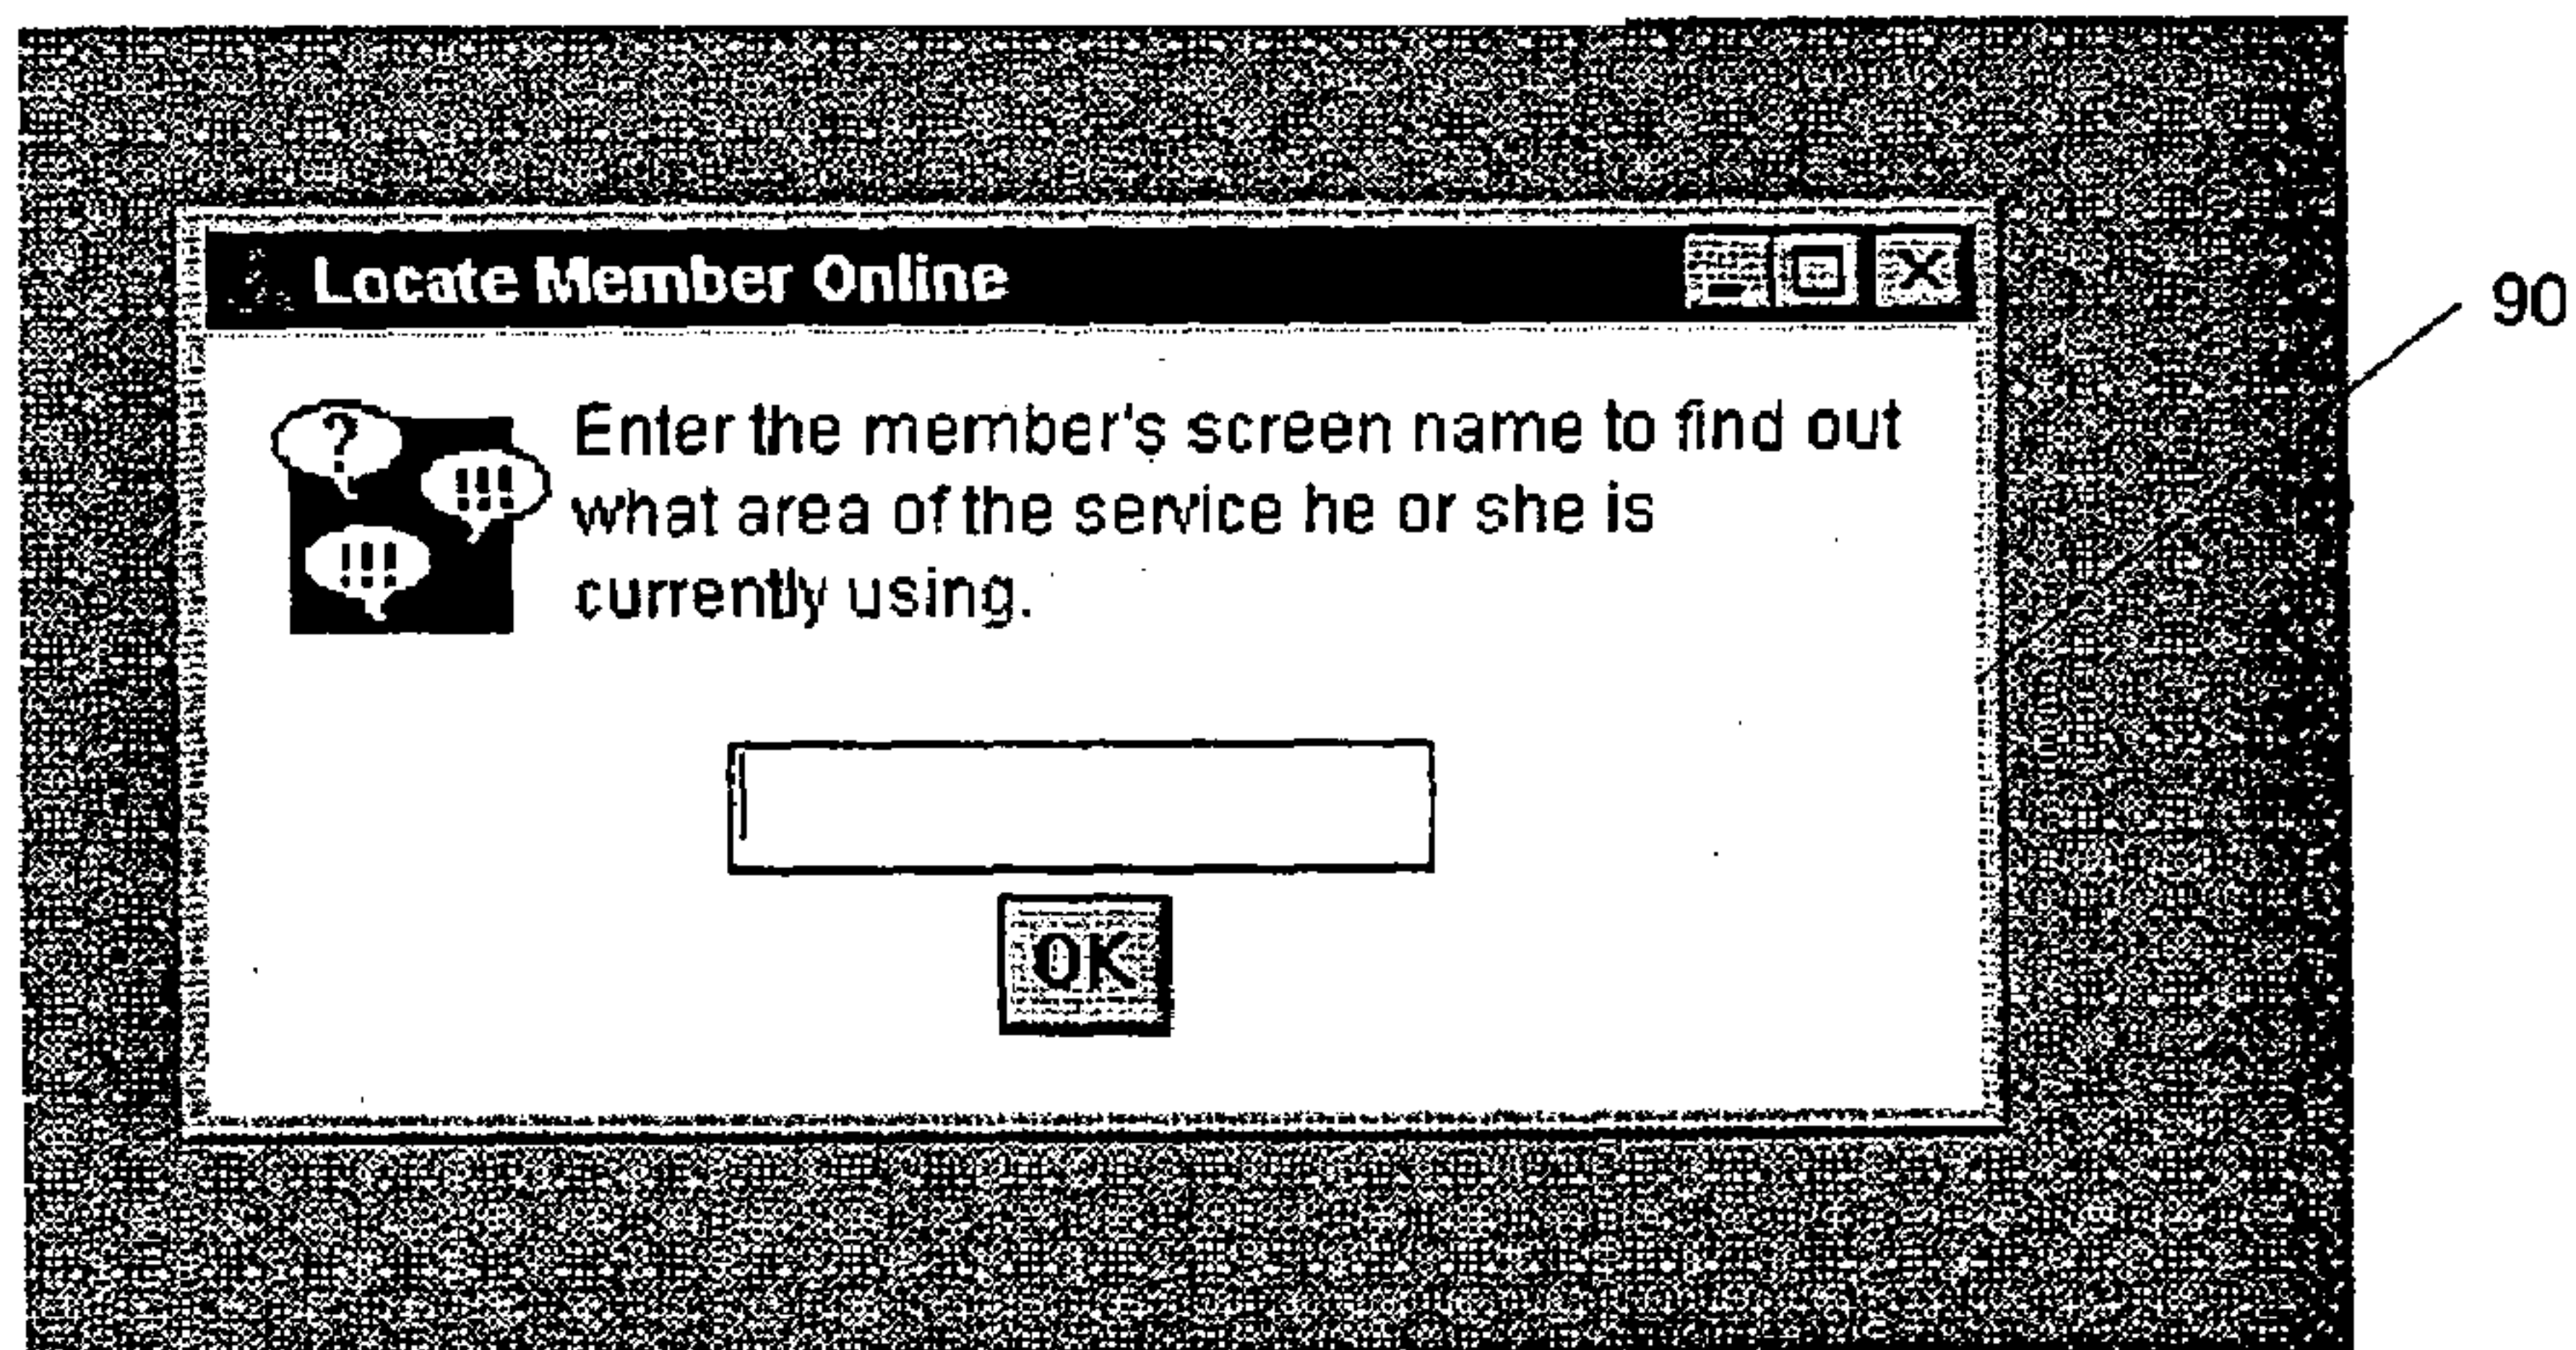 Locate Member Online
90
? Enter the member's screen name to find out
!!! what area of the service he or she is
!!! currently using.
OK